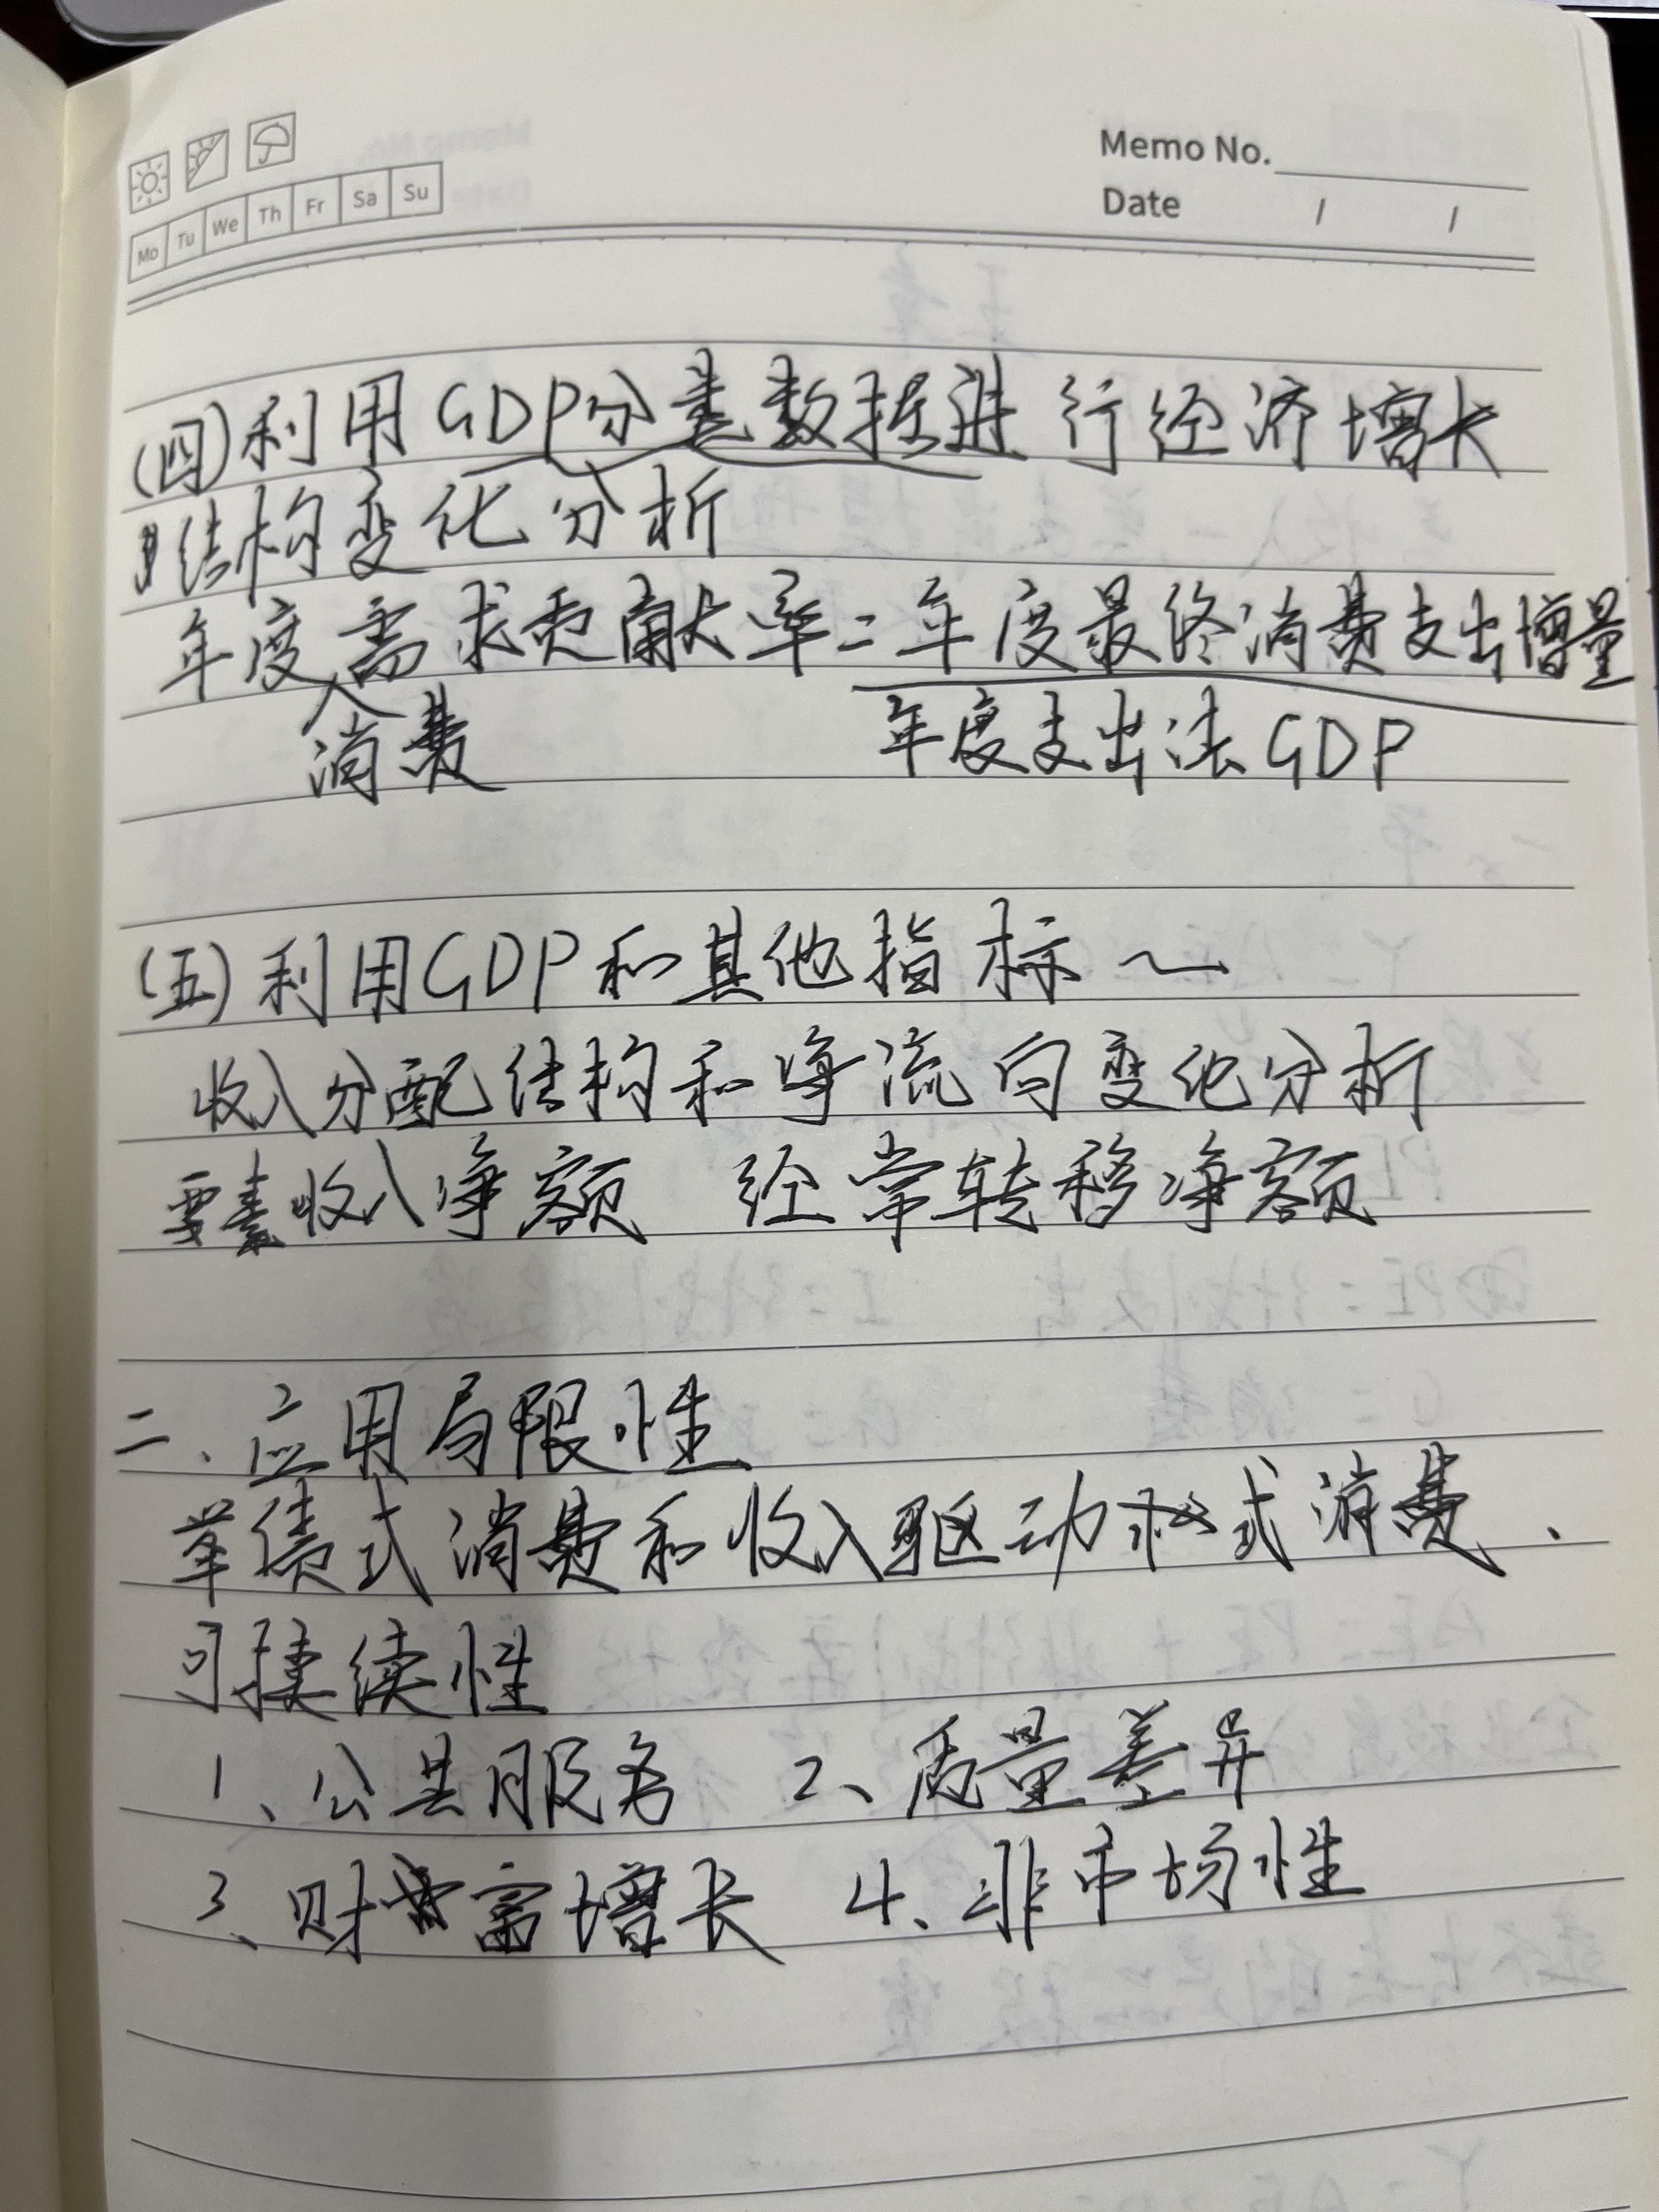 Memo No.
Mo Tu We Th Fr Sa Su
Date / /
(四)利用GDP分类数据进行经济增长
结构变化分析
年度需求贡献率=年度最终消费支出增量
消费 年度支出法GDP
(五)利用GDP和其他指标~
收入分配结构和净流向变化分析
要素收入净额 经常转移净额
二、应用局限性
举债式消费和收入驱动式消费、
可持续性
1、公共服务 2、质量差异
3、财富增长 4、非市场性